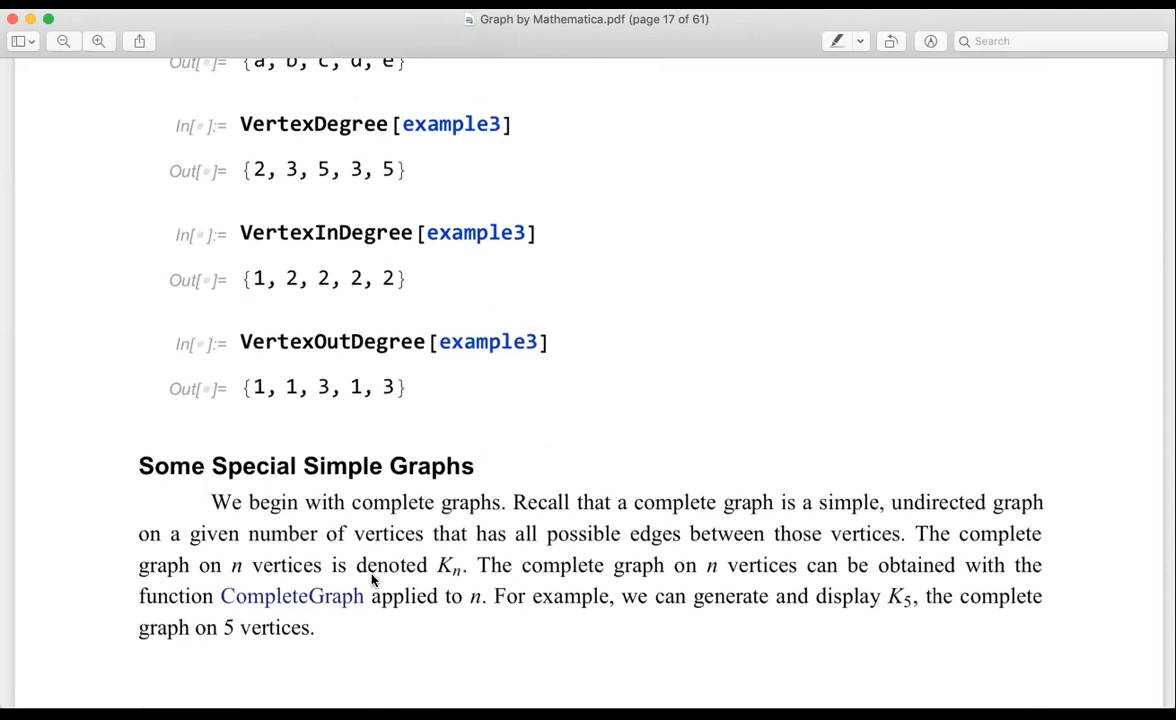 Graph by Mathematica.pdf (page 17 of 61)
Search
Out[ ]= {a, b, c, d, e}
In[ ]:= VertexDegree[example3]
Out[ ]= {2, 3, 5, 3, 5}
In[ ]:= VertexInDegree[example3]
Out[ ]= {1, 2, 2, 2, 2}
In[ ]:= VertexOutDegree[example3]
Out[ ]= {1, 1, 3, 1, 3}
Some Special Simple Graphs
We begin with complete graphs. Recall that a complete graph is a simple, undirected graph
on a given number of vertices that has all possible edges between those vertices. The complete
graph on n vertices is denoted Kn. The complete graph on n vertices can be obtained with the
function CompleteGraph applied to n. For example, we can generate and display K5, the complete
graph on 5 vertices.